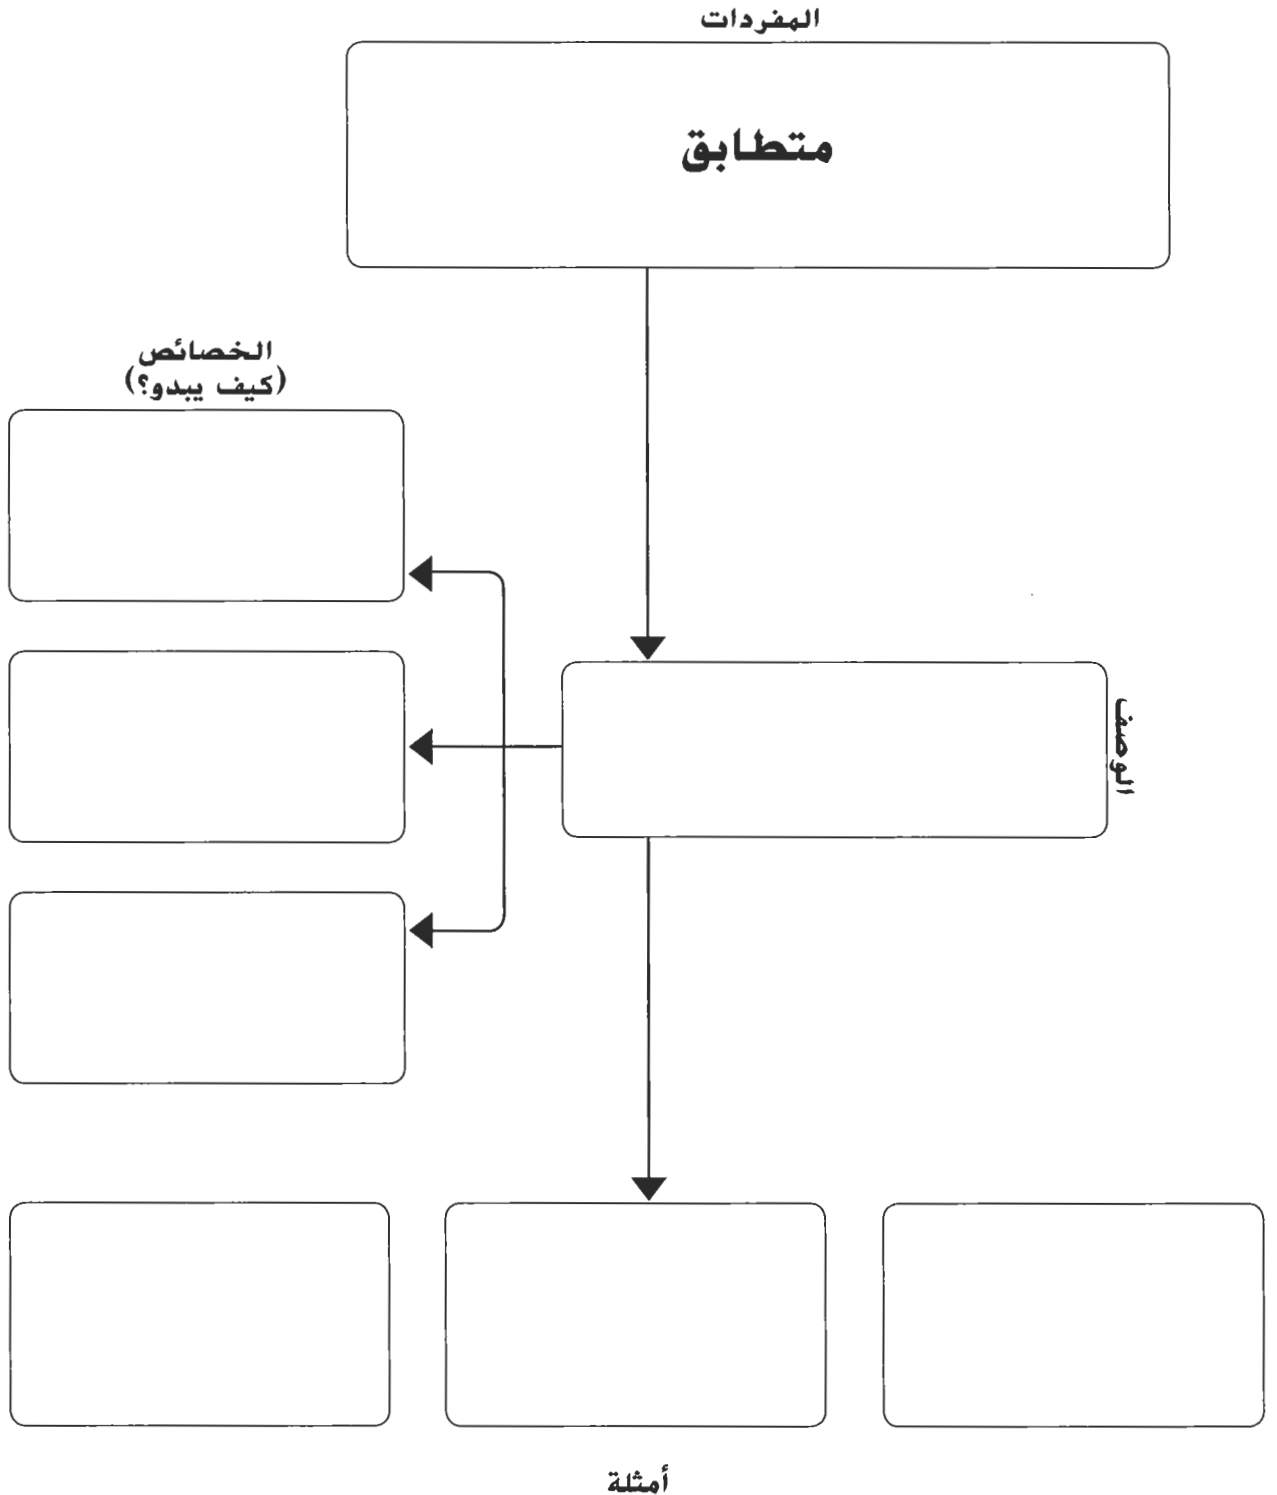 المفردات
متطابق
الخصائص
(كيف يبدو؟)
الوصف
أمثلة